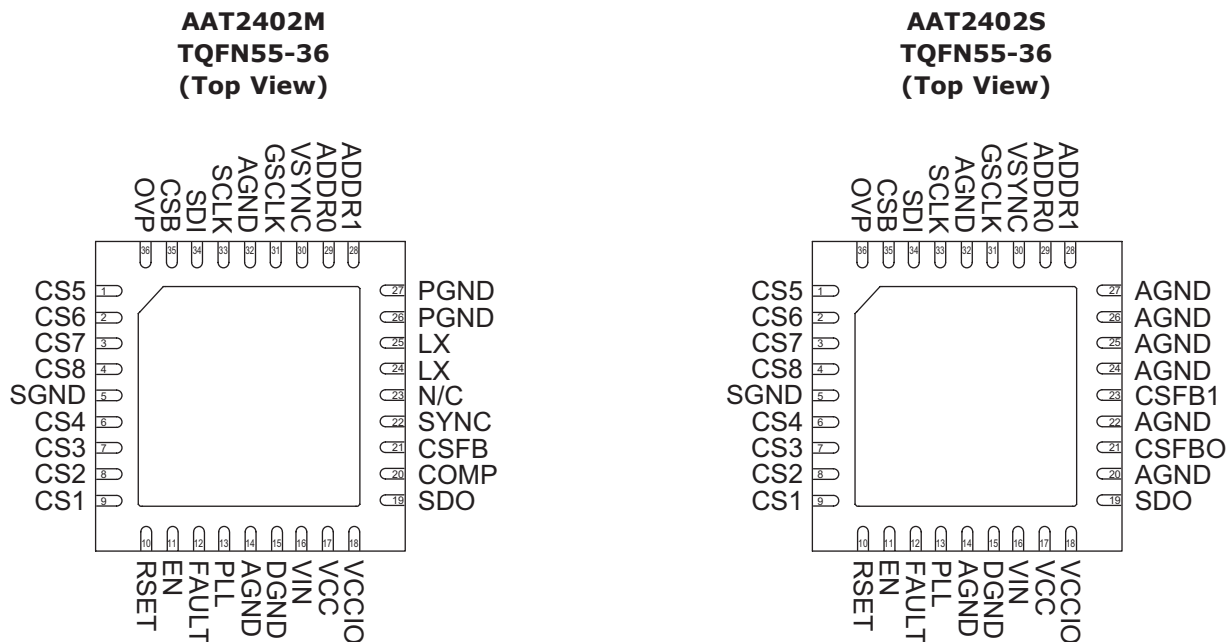 AAT2402M
TQFN55-36
(Top View)
OVP
CSB
SDI
SCLK
AGND
GSCLK
VSYNC
ADDR0
ADDR1
36
35
34
33
32
31
30
29
28
CS5 1
CS6 2
CS7 3
CS8 4
SGND 5
CS4 6
CS3 7
CS2 8
CS1 9
27 PGND
26 PGND
25 LX
24 LX
23 N/C
22 SYNC
21 CSFB
20 COMP
19 SDO
10
11
12
13
14
15
16
17
18
RSET
EN
FAULT
PLL
AGND
DGND
VIN
VCC
VCCIO
AAT2402S
TQFN55-36
(Top View)
OVP
CSB
SDI
SCLK
AGND
GSCLK
VSYNC
ADDR0
ADDR1
36
35
34
33
32
31
30
29
28
CS5 1
CS6 2
CS7 3
CS8 4
SGND 5
CS4 6
CS3 7
CS2 8
CS1 9
27 AGND
26 AGND
25 AGND
24 AGND
23 CSFB1
22 AGND
21 CSFBO
20 AGND
19 SDO
10
11
12
13
14
15
16
17
18
RSET
EN
FAULT
PLL
AGND
DGND
VIN
VCC
VCCIO